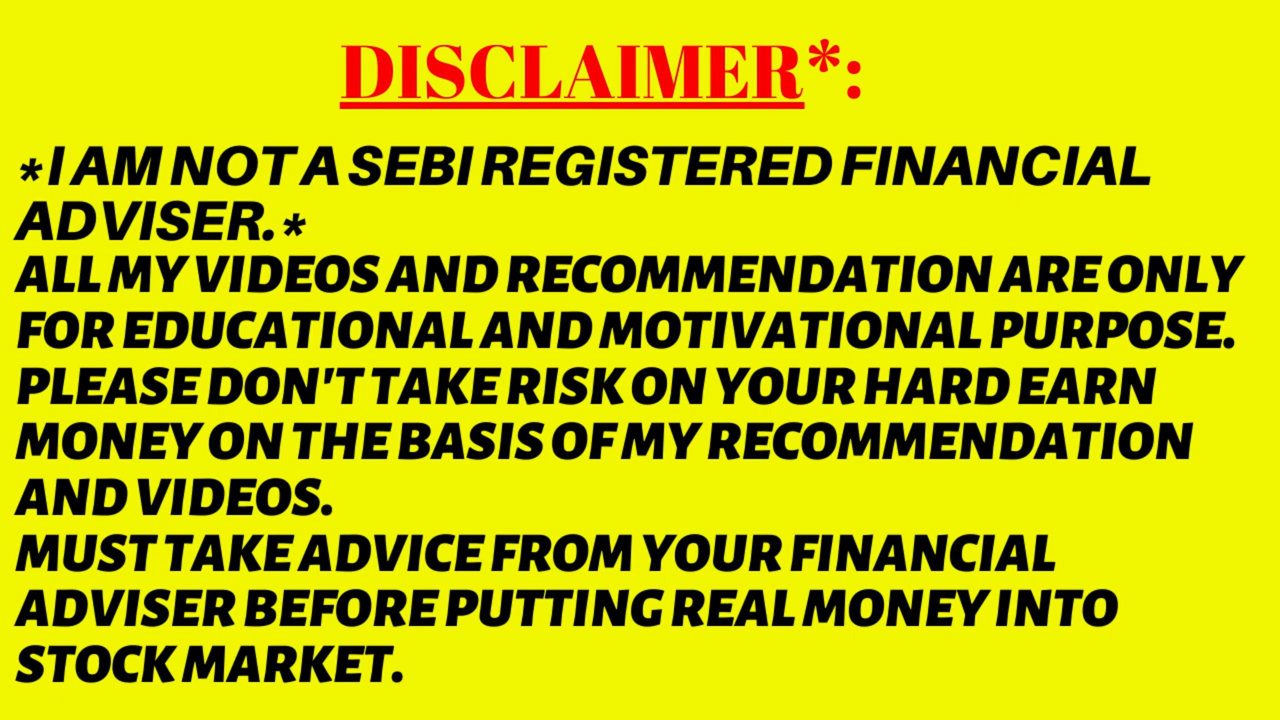 DISCLAIMER*:
*I AM NOT A SEBI REGISTERED FINANCIAL
ADVISER.*
ALL MY VIDEOS AND RECOMMENDATION ARE ONLY
FOR EDUCATIONAL AND MOTIVATIONAL PURPOSE.
PLEASE DON'T TAKE RISK ON YOUR HARD EARN
MONEY ON THE BASIS OF MY RECOMMENDATION
AND VIDEOS.
MUST TAKE ADVICE FROM YOUR FINANCIAL
ADVISER BEFORE PUTTING REAL MONEY INTO
STOCK MARKET.